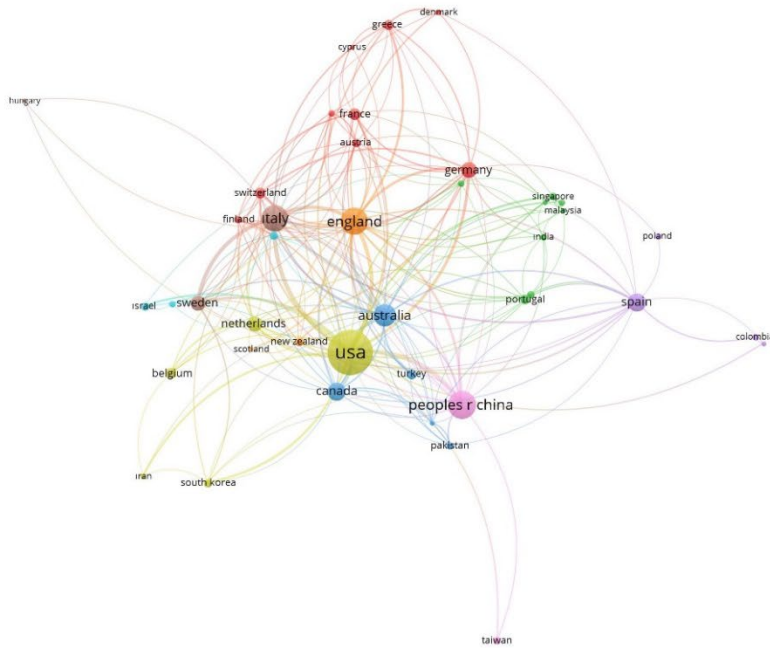 denmark
greece
cyprus
hungary
france
austria
germany
switzerland
singapore
malaysia
finland
italy
england
india
poland
israel
sweden
portugal
spain
netherlands
australia
colombia
scotland
new zealand
usa
belgium
turkey
canada
peoples r china
pakistan
iran
south korea
taiwan